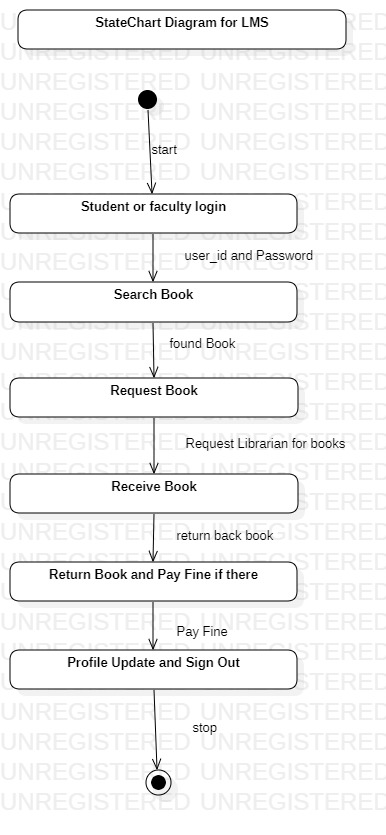 StateChart Diagram for LMS
start
Student or faculty login
user_id and Password
Search Book
found Book
Request Book
Request Librarian for books
Receive Book
return back book
Return Book and Pay Fine if there
Pay Fine
Profile Update and Sign Out
stop
UNREGISTERED